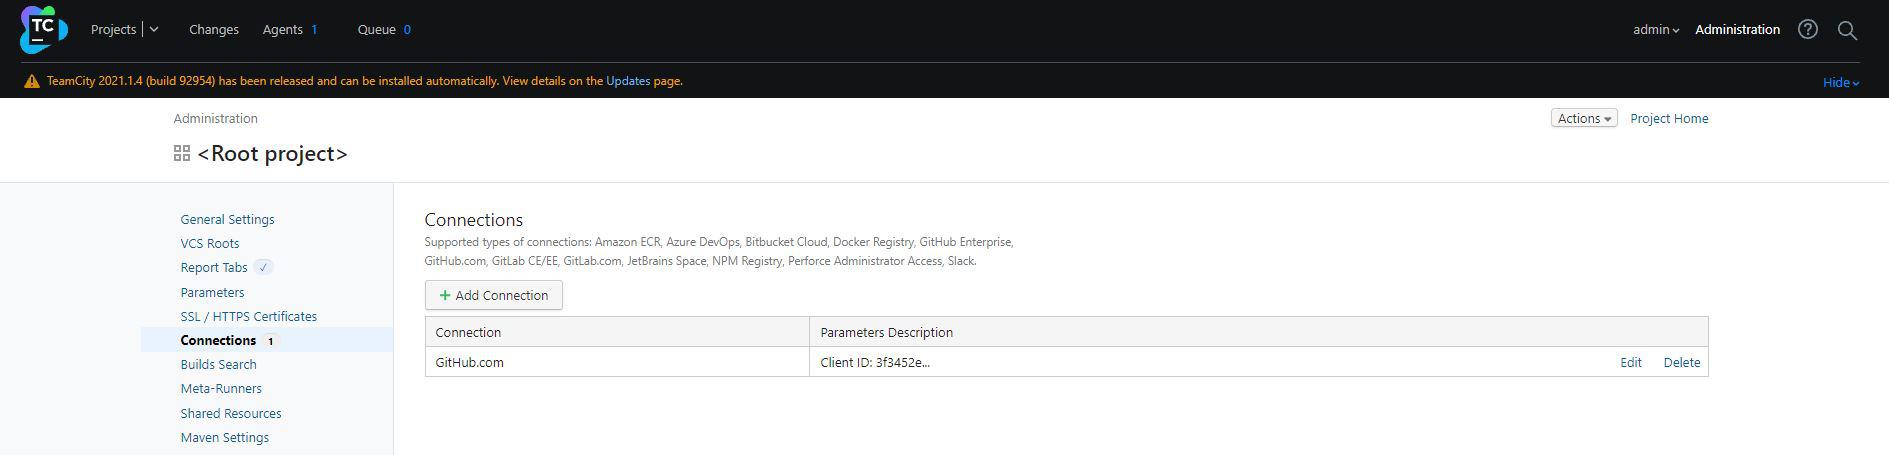 TC Projects Changes Agents 1 Queue 0 admin Administration
TeamCity 2021.1.4 (build 92954) has been released and can be installed automatically. View details on the Updates page.
Hide
Administration
Actions Project Home
<Root project>
General Settings
VCS Roots
Report Tabs
Parameters
SSL / HTTPS Certificates
Connections 1
Builds Search
Meta-Runners
Shared Resources
Maven Settings
Connections
Supported types of connections: Amazon ECR, Azure DevOps, Bitbucket Cloud, Docker Registry, GitHub Enterprise,
GitHub.com, GitLab CE/EE, GitLab.com, JetBrains Space, NPM Registry, Perforce Administrator Access, Slack.
+ Add Connection
Connection Parameters Description
GitHub.com Client ID: 3f3452e... Edit Delete